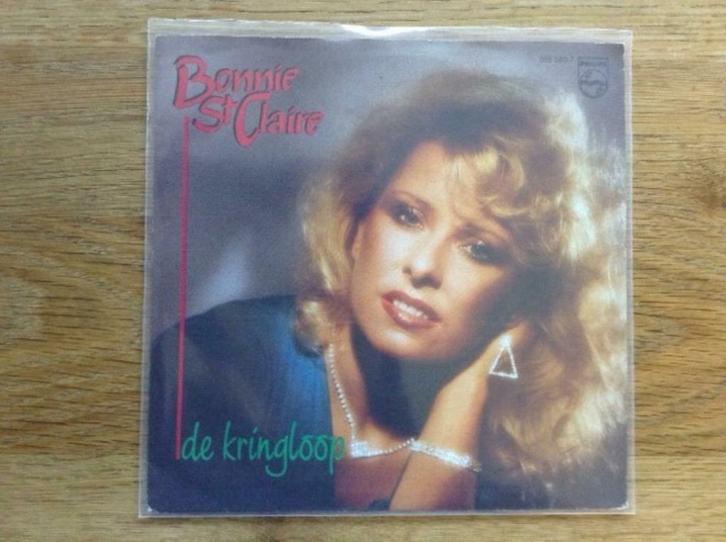 Bonnie
St Claire
PHILIPS
de kringloop